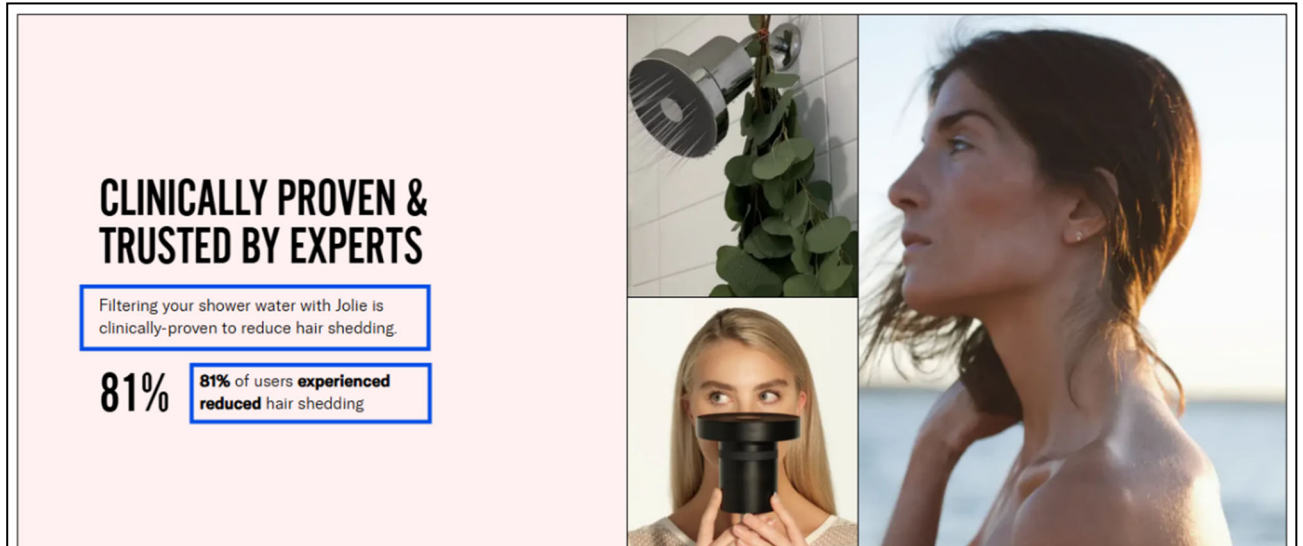 CLINICALLY PROVEN &
TRUSTED BY EXPERTS
Filtering your shower water with Jolie is
clinically-proven to reduce hair shedding.
81%
81% of users experienced
reduced hair shedding